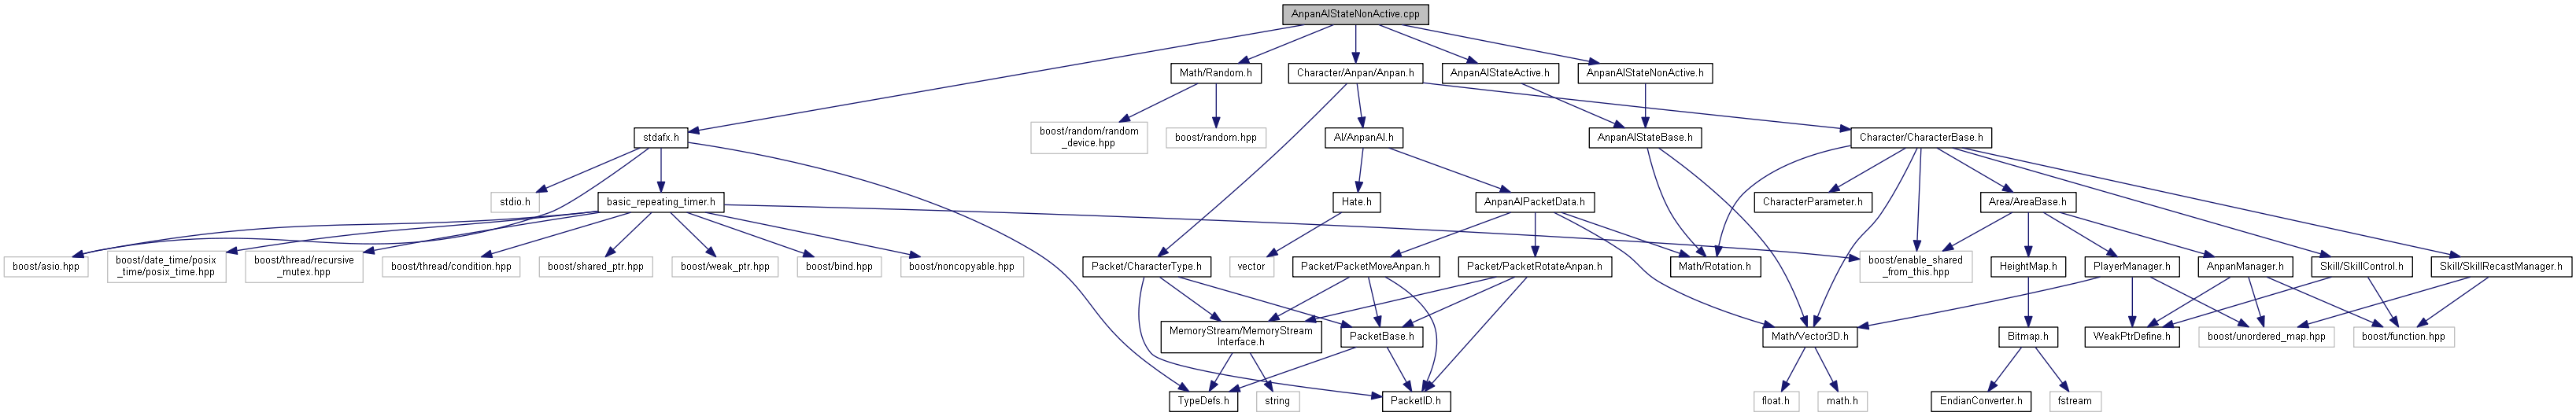 AnpanAIStateNonActive.cpp
Math/Random.h
Character/Anpan/Anpan.h
AnpanAIStateActive.h
AnpanAIStateNonActive.h
boost/random/random
_device.hpp
boost/random.hpp
stdafx.h
AI/AnpanAI.h
AnpanAIStateBase.h
Character/CharacterBase.h
stdio.h
basic_repeating_timer.h
Hate.h
AnpanAIPacketData.h
CharacterParameter.h
Area/AreaBase.h
boost/asio.hpp
boost/date_time/posix
_time/posix_time.hpp
boost/thread/recursive
_mutex.hpp
boost/thread/condition.hpp
boost/shared_ptr.hpp
boost/weak_ptr.hpp
boost/bind.hpp
boost/noncopyable.hpp
Packet/CharacterType.h
vector
Packet/PacketMoveAnpan.h
Packet/PacketRotateAnpan.h
Math/Rotation.h
boost/enable_shared
_from_this.hpp
HeightMap.h
PlayerManager.h
AnpanManager.h
Skill/SkillControl.h
Skill/SkillRecastManager.h
MemoryStream/MemoryStream
Interface.h
PacketBase.h
Math/Vector3D.h
Bitmap.h
WeakPtrDefine.h
boost/unordered_map.hpp
boost/function.hpp
TypeDefs.h
string
PacketID.h
float.h
math.h
EndianConverter.h
fstream